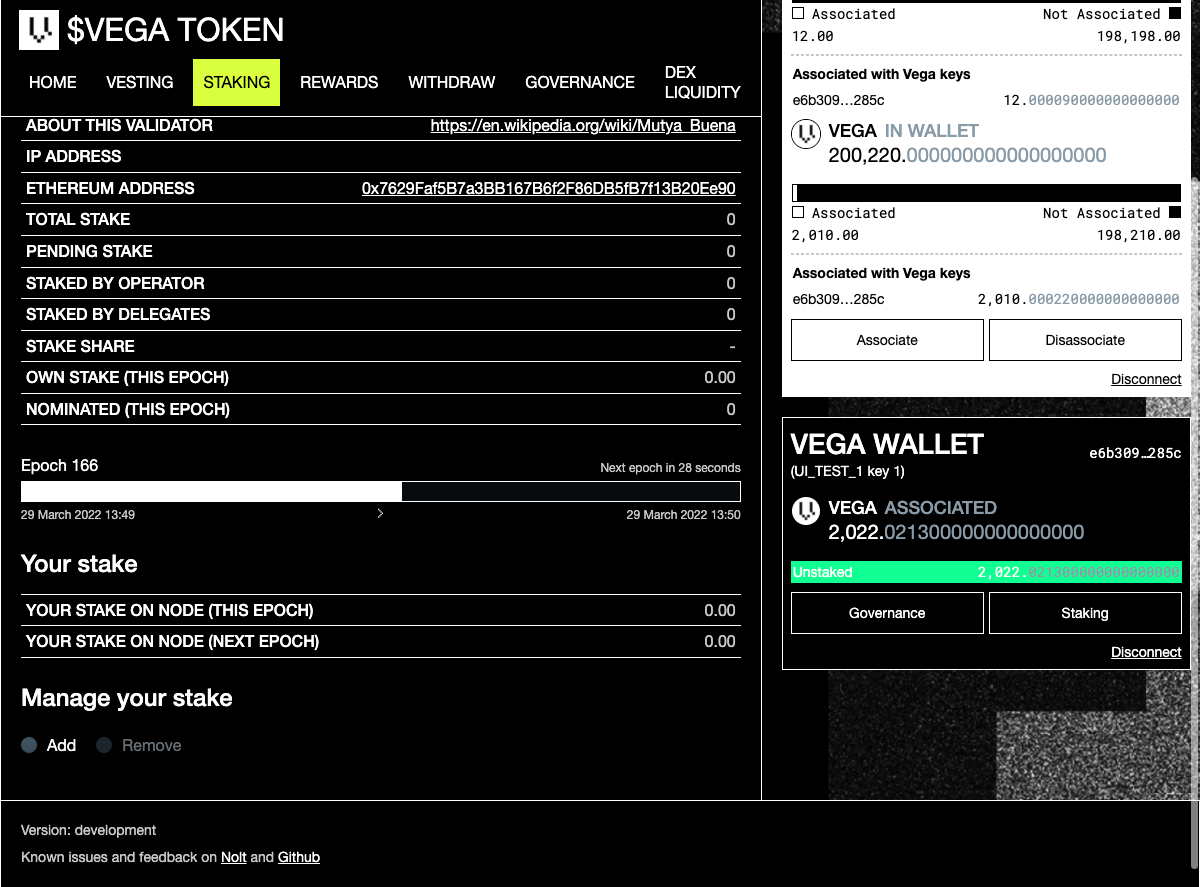 $VEGA TOKEN
HOME VESTING STAKING REWARDS WITHDRAW GOVERNANCE DEX LIQUIDITY
ABOUT THIS VALIDATOR https://en.wikipedia.org/wiki/Mutya_Buena
IP ADDRESS
ETHEREUM ADDRESS 0x7629Faf5B7a3BB167B6f2F86DB5fB7f13B20Ee90
TOTAL STAKE 0
PENDING STAKE 0
STAKED BY OPERATOR 0
STAKED BY DELEGATES 0
STAKE SHARE -
OWN STAKE (THIS EPOCH) 0.00
NOMINATED (THIS EPOCH) 0
Epoch 166 Next epoch in 28 seconds
29 March 2022 13:49 29 March 2022 13:50
Your stake
YOUR STAKE ON NODE (THIS EPOCH) 0.00
YOUR STAKE ON NODE (NEXT EPOCH) 0.00
Manage your stake
Add Remove
Associated Not Associated
12.00 198,198.00
Associated with Vega keys
e6b309…285c 12.000090000000000000
VEGA IN WALLET
200,220.000000000000000000
Associated Not Associated
2,010.00 198,210.00
Associated with Vega keys
e6b309…285c 2,010.000220000000000000
Associate Disassociate
Disconnect
VEGA WALLET e6b309…285c
(UI_TEST_1 key 1)
VEGA ASSOCIATED
2,022.021300000000000000
Unstaked 2,022.021300000000000000
Governance Staking
Disconnect
Version: development
Known issues and feedback on Nolt and Github